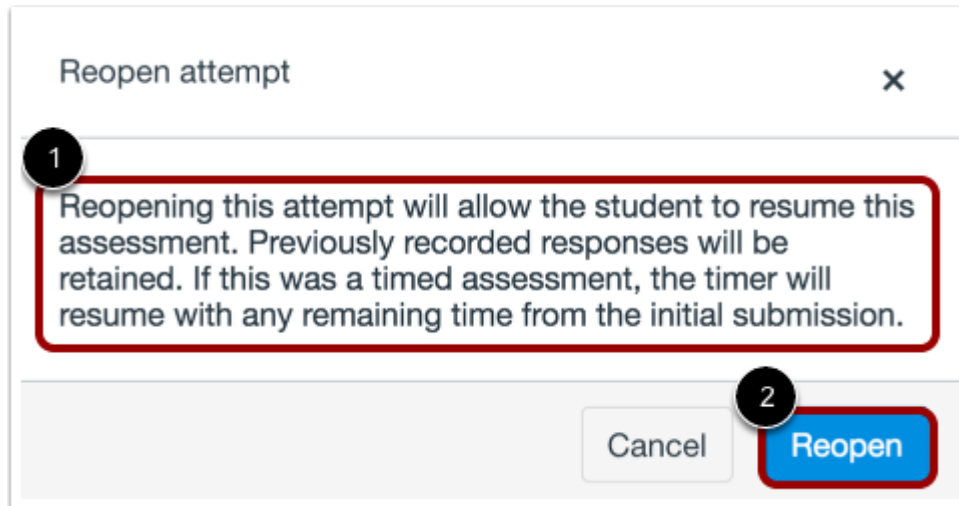 Reopen attempt ×
1
Reopening this attempt will allow the student to resume this
assessment. Previously recorded responses will be
retained. If this was a timed assessment, the timer will
resume with any remaining time from the initial submission.
2
Cancel Reopen